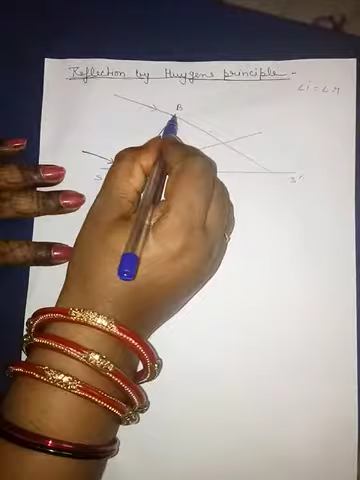 Reflection by Huygens principle:-
∠i = ∠r
B
S
S'